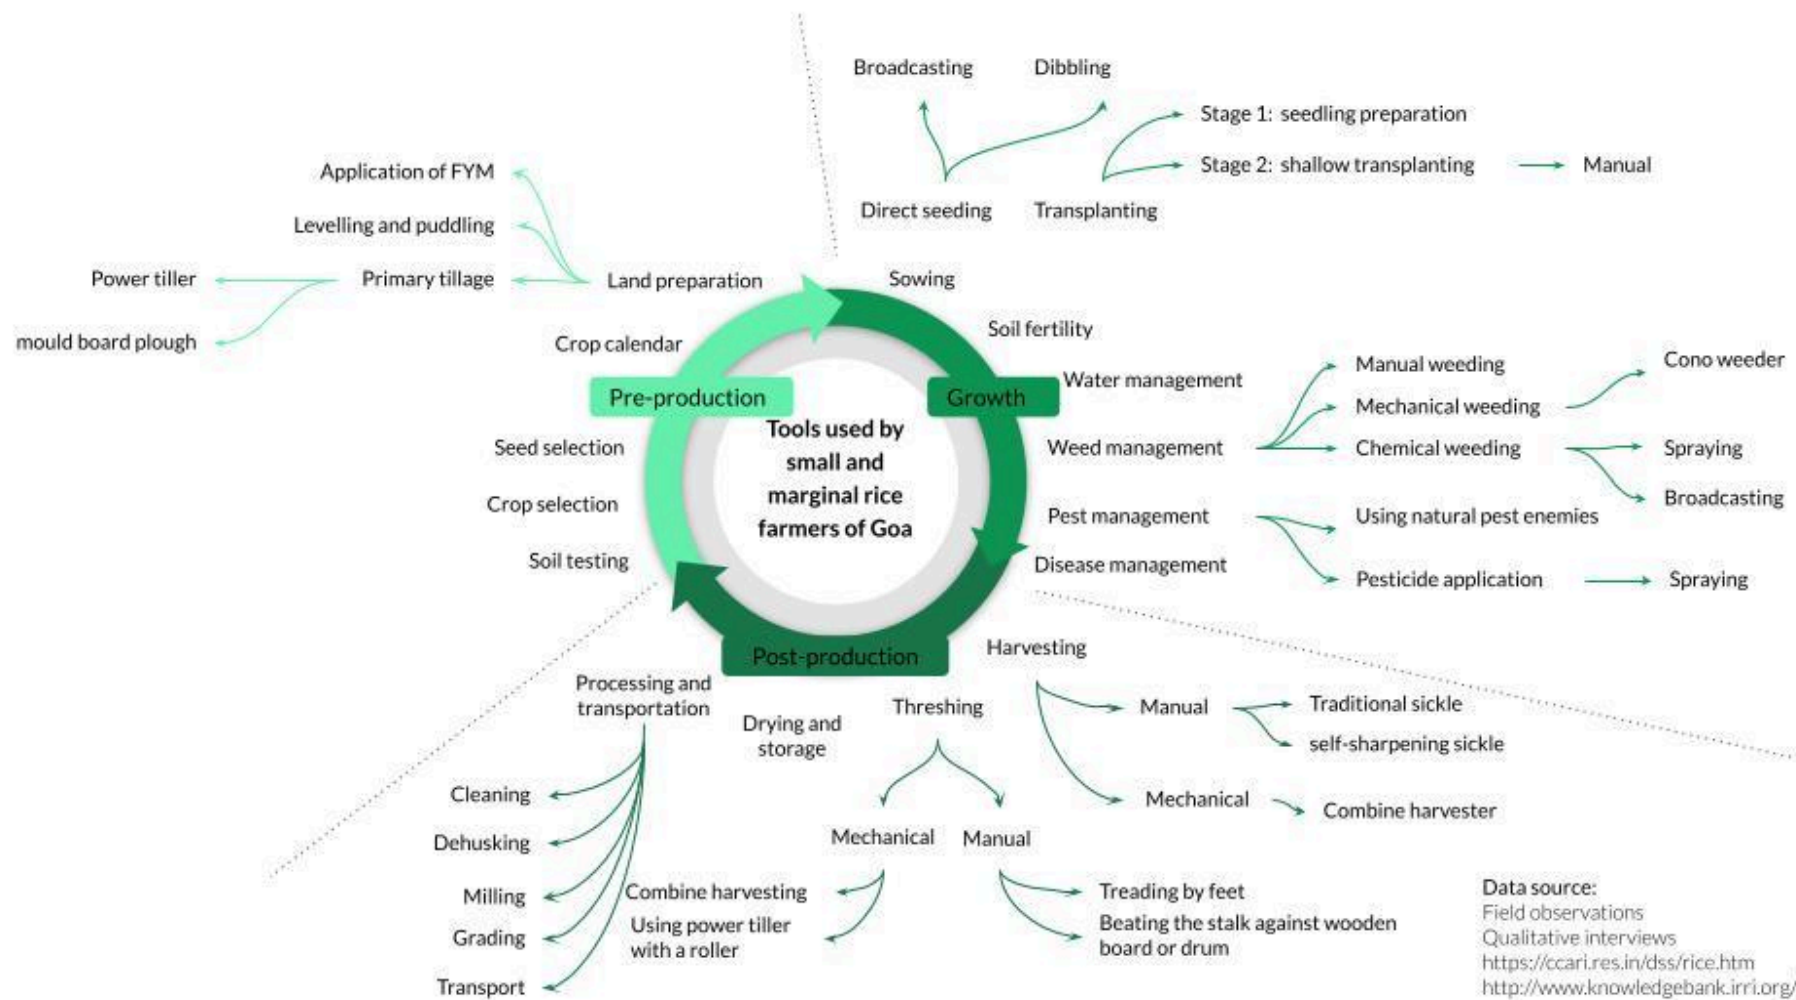 Broadcasting
Dibbling
Stage 1: seedling preparation
Stage 2: shallow transplanting
Manual
Direct seeding
Transplanting
Application of FYM
Levelling and puddling
Power tiller
Primary tillage
Land preparation
mould board plough
Crop calendar
Pre-production
Seed selection
Crop selection
Soil testing
Tools used by
small and
marginal rice
farmers of Goa
Sowing
Soil fertility
Growth
Water management
Weed management
Manual weeding
Mechanical weeding
Chemical weeding
Cono weeder
Spraying
Broadcasting
Pest management
Using natural pest enemies
Pesticide application
Spraying
Disease management
Post-production
Harvesting
Manual
Traditional sickle
self-sharpening sickle
Mechanical
Combine harvester
Threshing
Mechanical
Manual
Combine harvesting
Using power tiller
with a roller
Treading by feet
Beating the stalk against wooden
board or drum
Drying and
storage
Processing and
transportation
Cleaning
Dehusking
Milling
Grading
Transport
Data source:
Field observations
Qualitative interviews
https://ccari.res.in/dss/rice.htm
http://www.knowledgebank.irri.org/